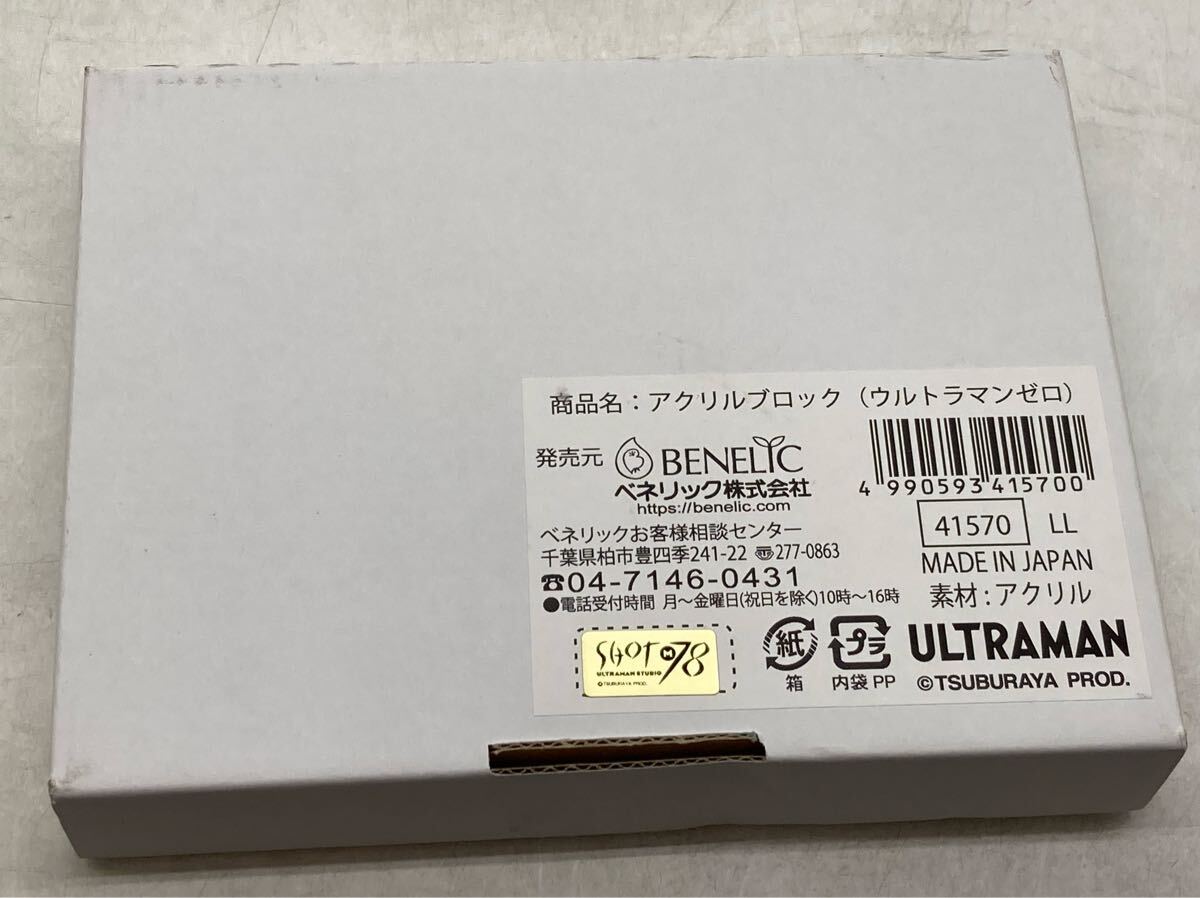 商品名：アクリルブロック（ウルトラマンゼロ）
発売元 BENELIC
ベネリック株式会社
https://benelic.com
4 990593 415700
41570 LL
MADE IN JAPAN
素材：アクリル
ベネリックお客様相談センター
千葉県柏市豊四季241-22 〠277-0863
☎04-7146-0431
●電話受付時間 月〜金曜日(祝日を除く)10時〜16時
SHOT M78
ULTRAMAN STUDIO
©TSUBURAYA PROD.
紙
箱
プラ
内袋 PP
ULTRAMAN
©TSUBURAYA PROD.